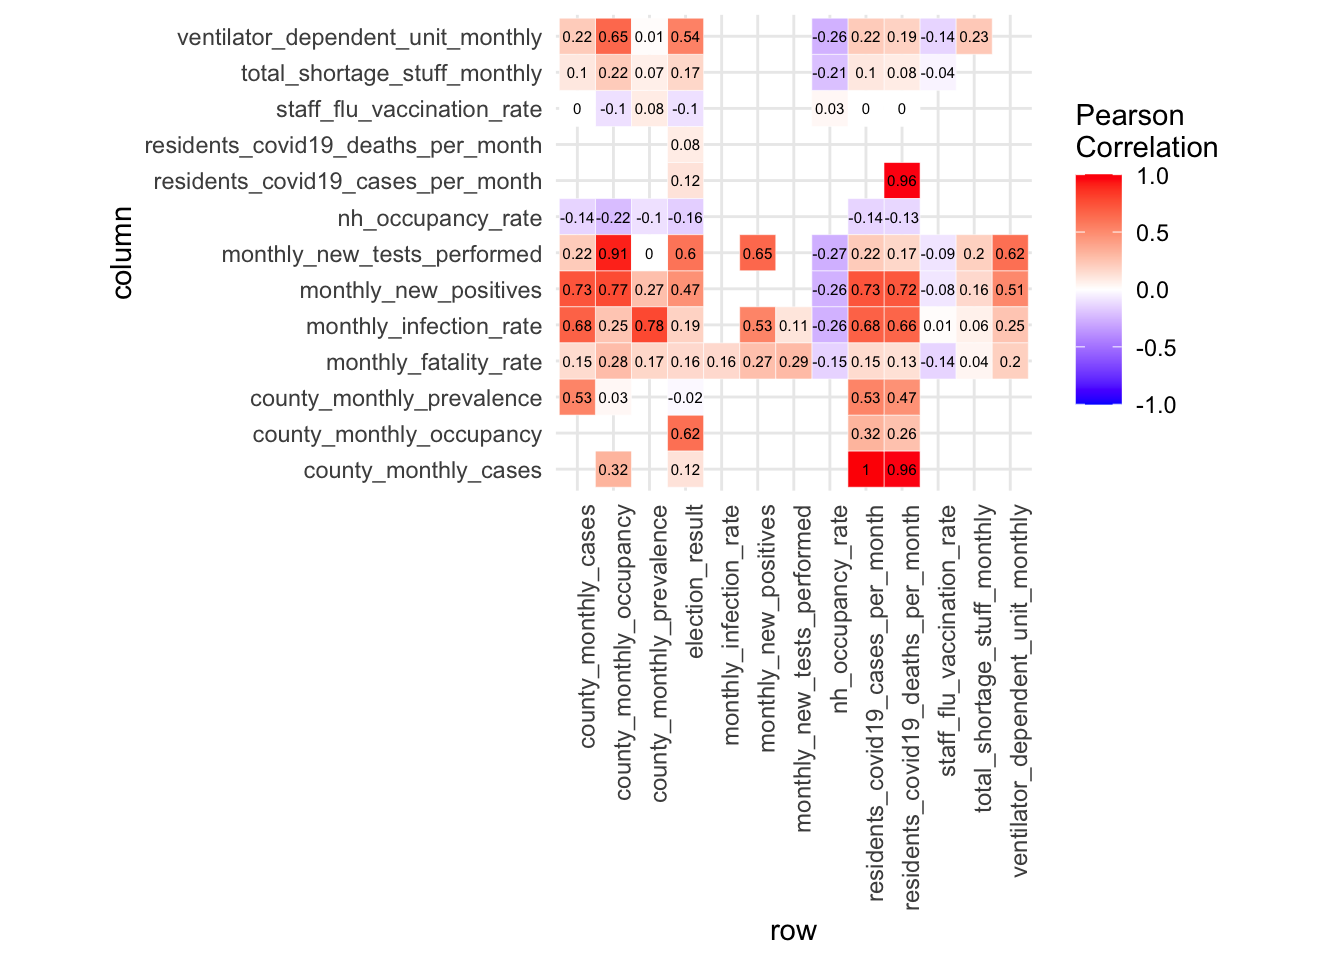 ventilator_dependent_unit_monthly 0.22 0.65 0.01 0.54 -0.26 0.22 0.19 -0.14 0.23
total_shortage_stuff_monthly 0.1 0.22 0.07 0.17 -0.21 0.1 0.08 -0.04
staff_flu_vaccination_rate 0 -0.1 0.08 -0.1 0.03 0 0
residents_covid19_deaths_per_month 0.08
residents_covid19_cases_per_month 0.12 0.96
nh_occupancy_rate -0.14 -0.22 -0.1 -0.16 -0.14 -0.13
monthly_new_tests_performed 0.22 0.91 0 0.6 0.65 -0.27 0.22 0.17 -0.09 0.2 0.62
monthly_new_positives 0.73 0.77 0.27 0.47 -0.26 0.73 0.72 -0.08 0.16 0.51
monthly_infection_rate 0.68 0.25 0.78 0.19 0.53 0.11 -0.26 0.68 0.66 0.01 0.06 0.25
monthly_fatality_rate 0.15 0.28 0.17 0.16 0.16 0.27 0.29 -0.15 0.15 0.13 -0.14 0.04 0.2
county_monthly_prevalence 0.53 0.03 -0.02 0.53 0.47
county_monthly_occupancy 0.62 0.32 0.26
county_monthly_cases 0.32 0.12 1 0.96
column
county_monthly_cases
county_monthly_occupancy
county_monthly_prevalence
election_result
monthly_infection_rate
monthly_new_positives
monthly_new_tests_performed
nh_occupancy_rate
residents_covid19_cases_per_month
residents_covid19_deaths_per_month
staff_flu_vaccination_rate
total_shortage_stuff_monthly
ventilator_dependent_unit_monthly
row
Pearson
Correlation
1.0
0.5
0.0
-0.5
-1.0